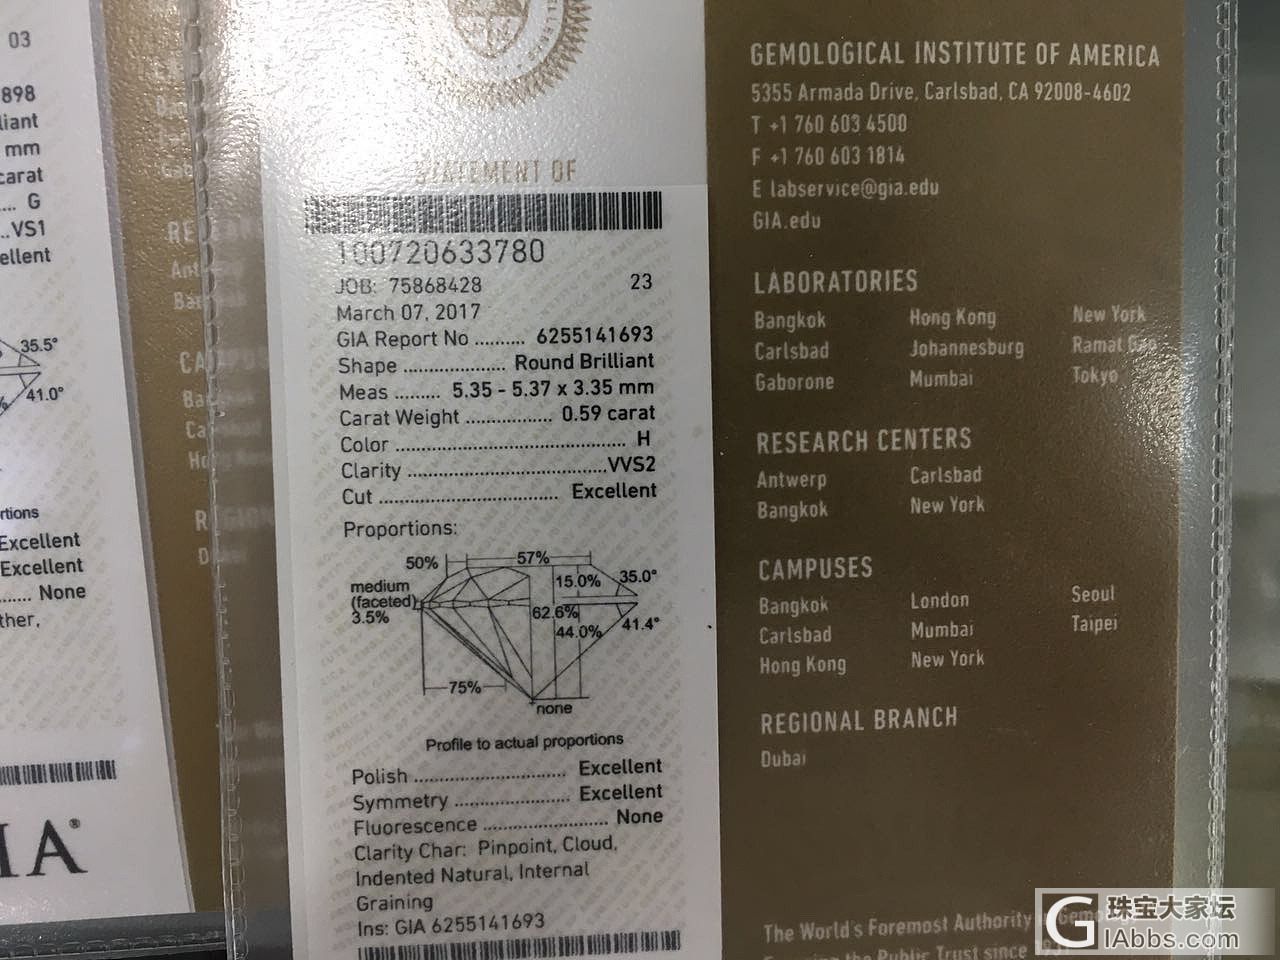 03
898
liant
mm
carat
.... G
..VS1
ellent
35.5°
41.0°
%
rtions
Excellent
Excellent
...... None
ther,
IA®
STATEMENT OF
100720633780
JOB: 75868428 23
March 07, 2017
GIA Report No .......... 6255141693
Shape .................... Round Brilliant
Meas ......... 5.35 - 5.37 x 3.35 mm
Carat Weight ................. 0.59 carat
Color ............................................. H
Clarity ........................................VVS2
Cut ................................... Excellent
Proportions:
50% 57%
medium
(faceted)
3.5%
15.0% 35.0°
62.6%
44.0% 41.4°
75%
none
Profile to actual proportions
Polish ............................. Excellent
Symmetry ...................... Excellent
Fluorescence ........................ None
Clarity Char: Pinpoint, Cloud,
Indented Natural, Internal
Graining
Ins: GIA 6255141693
GEMOLOGICAL INSTITUTE OF AMERICA
5355 Armada Drive, Carlsbad, CA 92008-4602
T +1 760 603 4500
F +1 760 603 1814
E labservice@gia.edu
GIA.edu
LABORATORIES
Bangkok Hong Kong New York
Carlsbad Johannesburg Ramat Gan
Gaborone Mumbai Tokyo
RESEARCH CENTERS
Antwerp Carlsbad
Bangkok New York
CAMPUSES
Bangkok London Seoul
Carlsbad Mumbai Taipei
Hong Kong New York
REGIONAL BRANCH
Dubai
The World's Foremost Authority
Public Trust since
珠宝大家坛
GIAbbs.com